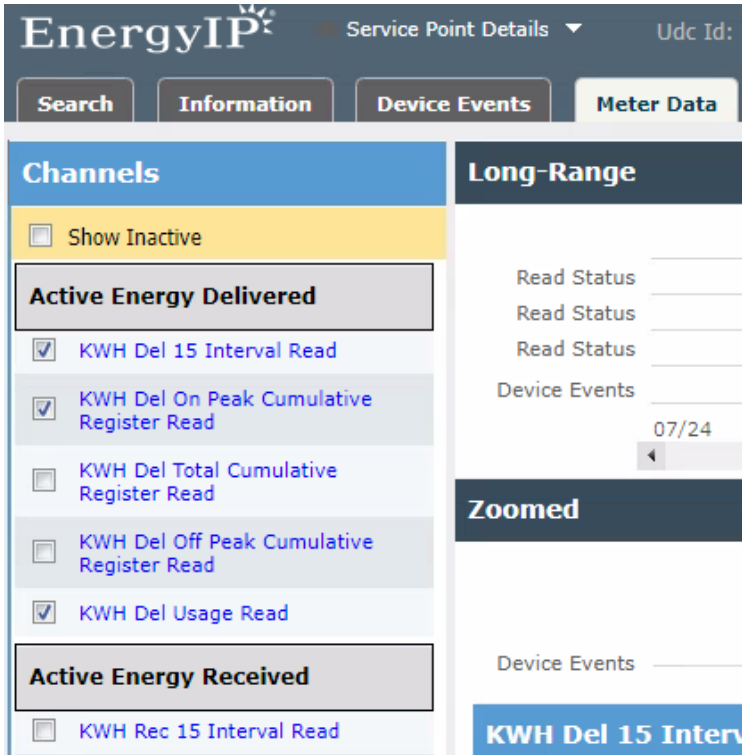 EnergyIP
Service Point Details
Udc Id:
Search
Information
Device Events
Meter Data
Channels
Show Inactive
Active Energy Delivered
KWH Del 15 Interval Read
KWH Del On Peak Cumulative
Register Read
KWH Del Total Cumulative
Register Read
KWH Del Off Peak Cumulative
Register Read
KWH Del Usage Read
Active Energy Received
KWH Rec 15 Interval Read
Long-Range
Read Status
Read Status
Read Status
Device Events
07/24
Zoomed
Device Events
KWH Del 15 Interv